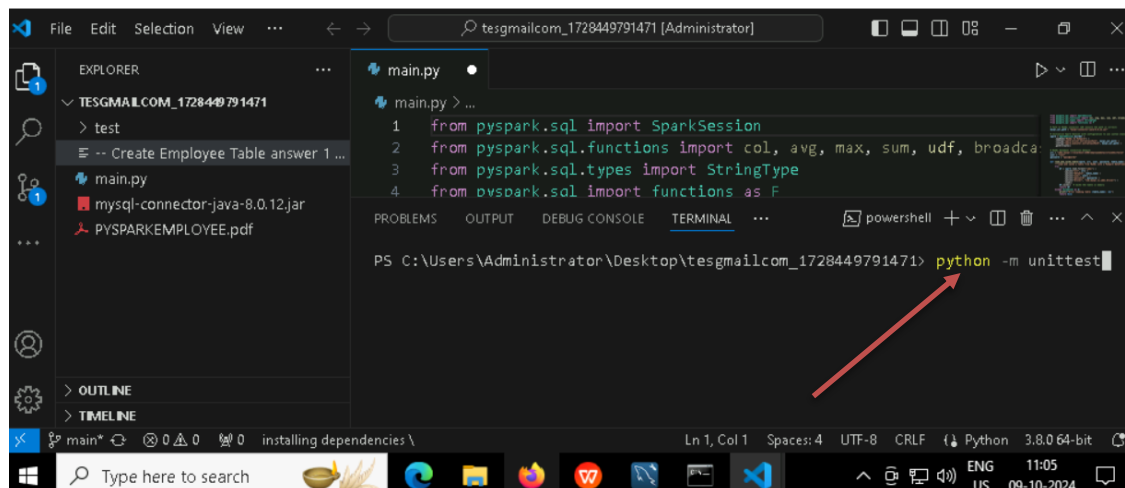 File Edit Selection View ··· tesgmailcom_1728449791471 [Administrator]
EXPLORER ···
TESGMAILCOM_1728449791471
test
-- Create Employee Table answer 1 ...
main.py
mysql-connector-java-8.0.12.jar
PYSPARKEMPLOYEE.pdf
OUTLINE
TIMELINE
main.py
main.py > ...
1 from pyspark.sql import SparkSession
2 from pyspark.sql.functions import col, avg, max, sum, udf, broadca
3 from pyspark.sql.types import StringType
4 from pyspark.sql import functions as F
PROBLEMS OUTPUT DEBUG CONSOLE TERMINAL ··· powershell
PS C:\Users\Administrator\Desktop\tesgmailcom_1728449791471> python -m unittest
1
1
main* 0 0 0 installing dependencies \ Ln 1, Col 1 Spaces: 4 UTF-8 CRLF Python 3.8.0 64-bit
Type here to search ENG 11:05
US 09-10-2024